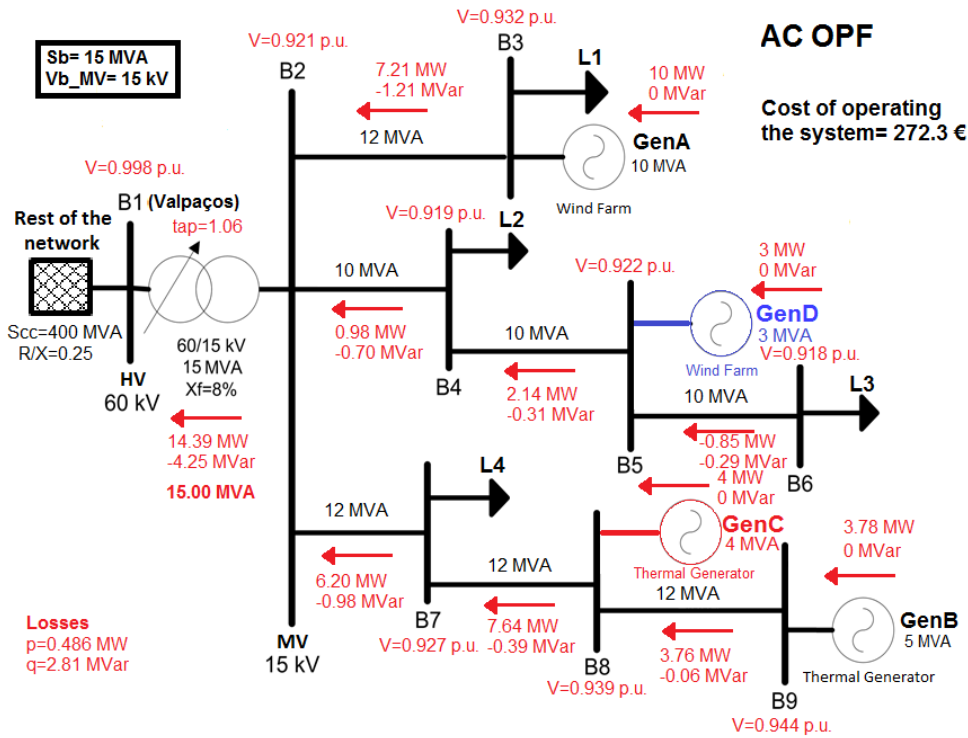 Sb= 15 MVA
Vb_MV= 15 kV
AC OPF
Cost of operating
the system= 272.3 €
V=0.932 p.u.
B3
V=0.921 p.u.
B2
7.21 MW
-1.21 MVar
12 MVA
L1
10 MW
0 MVar
GenA
10 MVA
Wind Farm
V=0.998 p.u.
B1 (Valpaços)
tap=1.06
Rest of the
network
Scc=400 MVA
R/X=0.25
HV
60 kV
60/15 kV
15 MVA
Xf=8%
14.39 MW
-4.25 MVar
15.00 MVA
V=0.919 p.u.
L2
10 MVA
0.98 MW
-0.70 MVar
B4
10 MVA
2.14 MW
-0.31 MVar
V=0.922 p.u.
3 MW
0 MVar
GenD
3 MVA
Wind Farm
V=0.918 p.u.
L3
10 MVA
-0.85 MW
-0.29 MVar
B5
B6
4 MW
0 MVar
GenC
4 MVA
Thermal Generator
L4
12 MVA
6.20 MW
-0.98 MVar
B7
V=0.927 p.u.
12 MVA
7.64 MW
-0.39 MVar
B8
V=0.939 p.u.
12 MVA
3.76 MW
-0.06 MVar
3.78 MW
0 MVar
GenB
5 MVA
Thermal Generator
B9
V=0.944 p.u.
MV
15 kV
Losses
p=0.486 MW
q=2.81 MVar